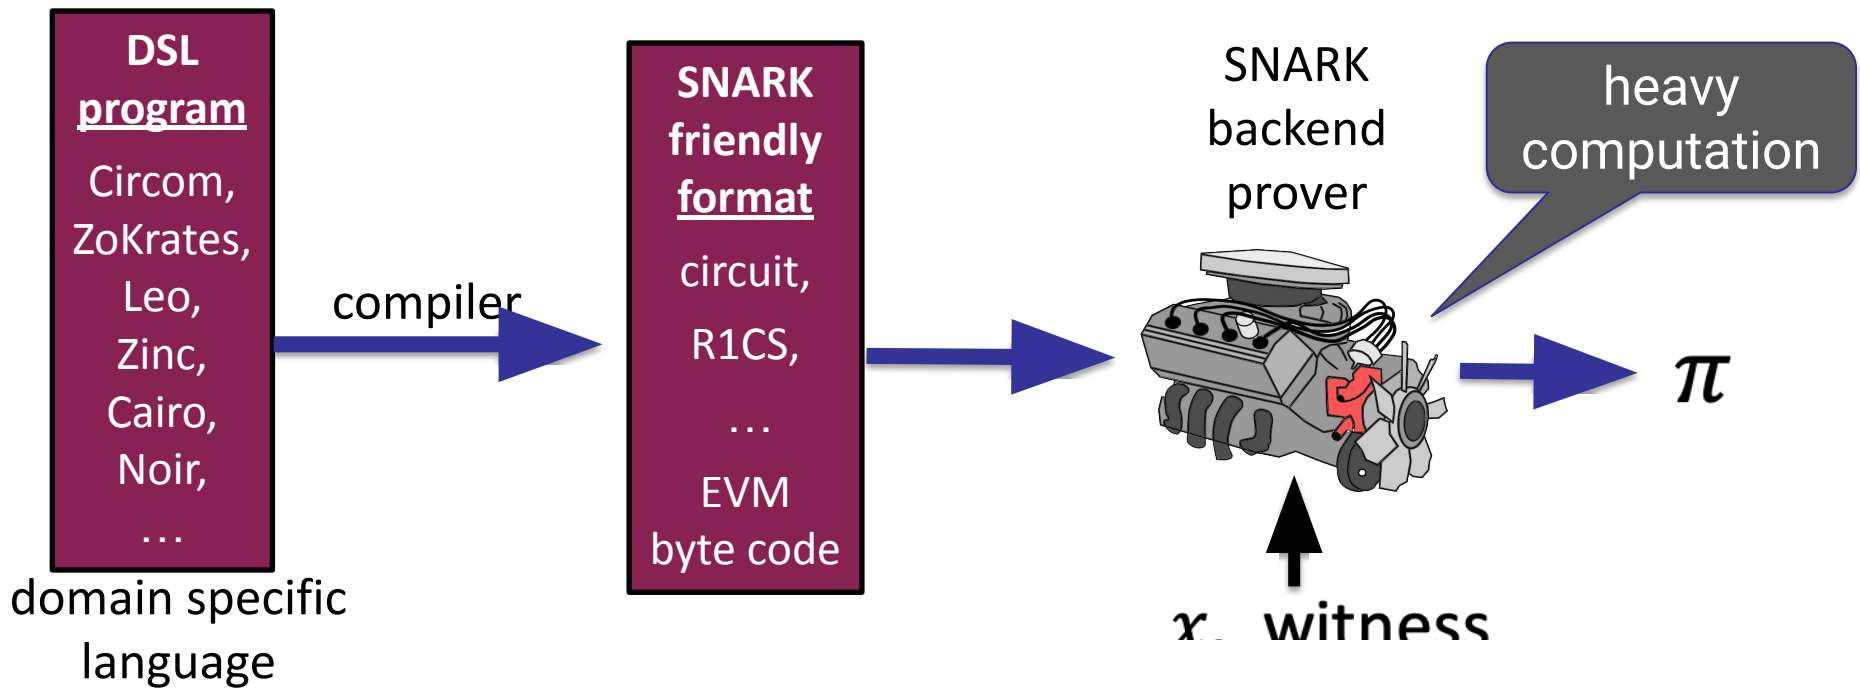 DSL
program
Circom,
ZoKrates,
Leo,
Zinc,
Cairo,
Noir,
...
domain specific
language
compiler
SNARK
friendly
format
circuit,
R1CS,
...
EVM
byte code
SNARK
backend
prover
heavy
computation
π
x, witness